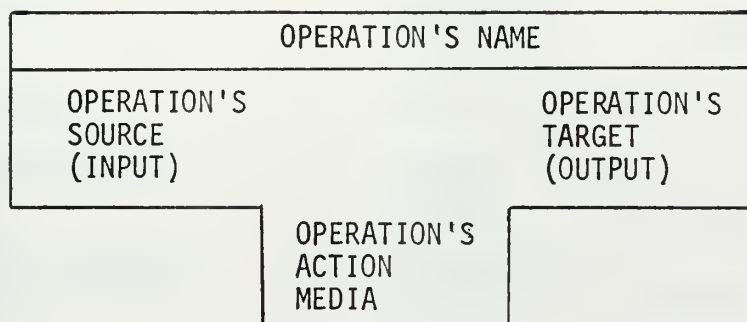 OPERATION'S NAME
OPERATION'S
SOURCE
(INPUT)
OPERATION'S
TARGET
(OUTPUT)
OPERATION'S
ACTION
MEDIA